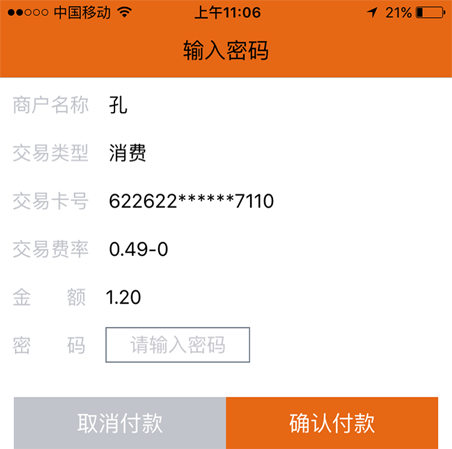 中国移动 上午11:06 21%
输入密码
商户名称 孔
交易类型 消费
交易卡号 622622******7110
交易费率 0.49-0
金 额 1.20
密 码 请输入密码
取消付款 确认付款